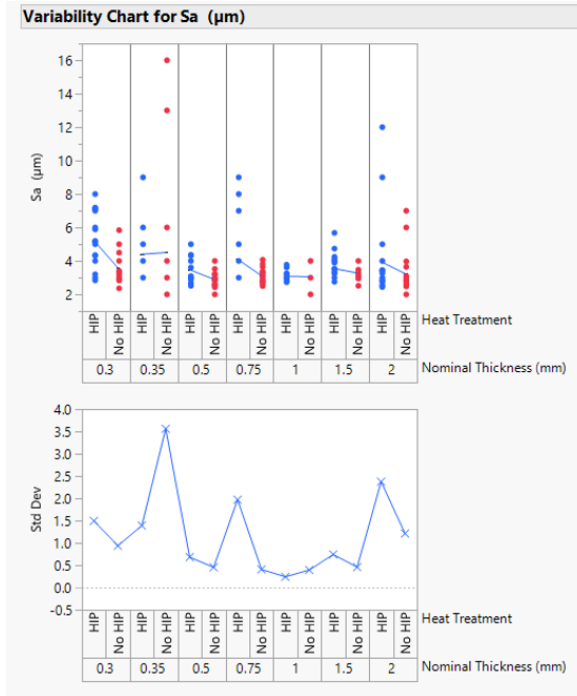 Variability Chart for Sa (µm)
16
14
12
10
8
6
4
2
Sa (µm)
HIP No HIP HIP No HIP HIP No HIP HIP No HIP HIP No HIP HIP No HIP HIP No HIP Heat Treatment
0.3 0.35 0.5 0.75 1 1.5 2 Nominal Thickness (mm)
4.0
3.5
3.0
2.5
2.0
1.5
1.0
0.5
0.0
-0.5
Std Dev
HIP No HIP HIP No HIP HIP No HIP HIP No HIP HIP No HIP HIP No HIP HIP No HIP Heat Treatment
0.3 0.35 0.5 0.75 1 1.5 2 Nominal Thickness (mm)